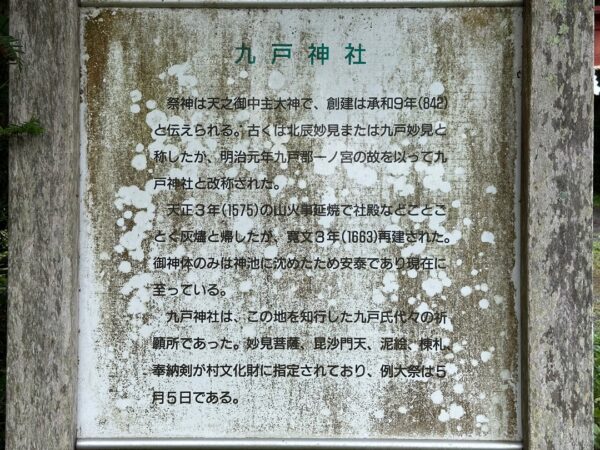 九戸神社
祭神は天之御中主大神で、創建は承和9年(842)
と伝えられる。古くは北辰妙見または九戸妙見と
称したが、明治元年九戸郡一ノ宮の故を以って九
戸神社と改称された。
天正3年(1575)の山火事延焼で社殿などことご
とく灰燼と帰したが、寛文3年(1663)再建された。
御神体のみは神池に沈めたため安泰であり現在に
至っている。
九戸神社は、この地を知行した九戸氏代々の祈
願所であった。妙見菩薩、毘沙門天、泥絵、棟札、
奉納剣が村文化財に指定されており、例大祭は5
月5日である。